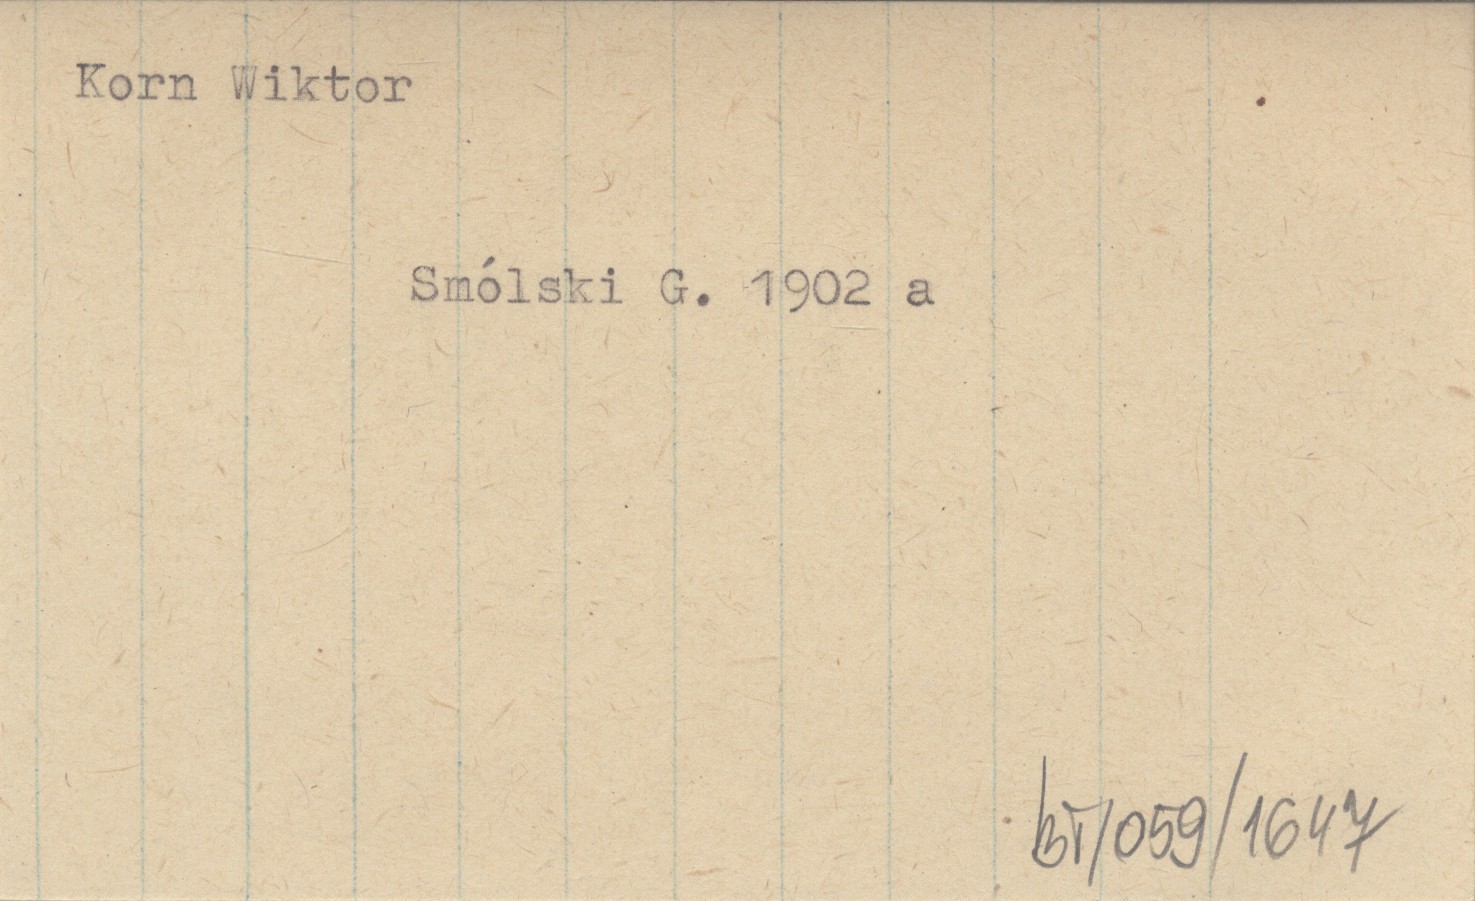 Korn Wiktor
Smólski G. 1902 a
bT/059/1647